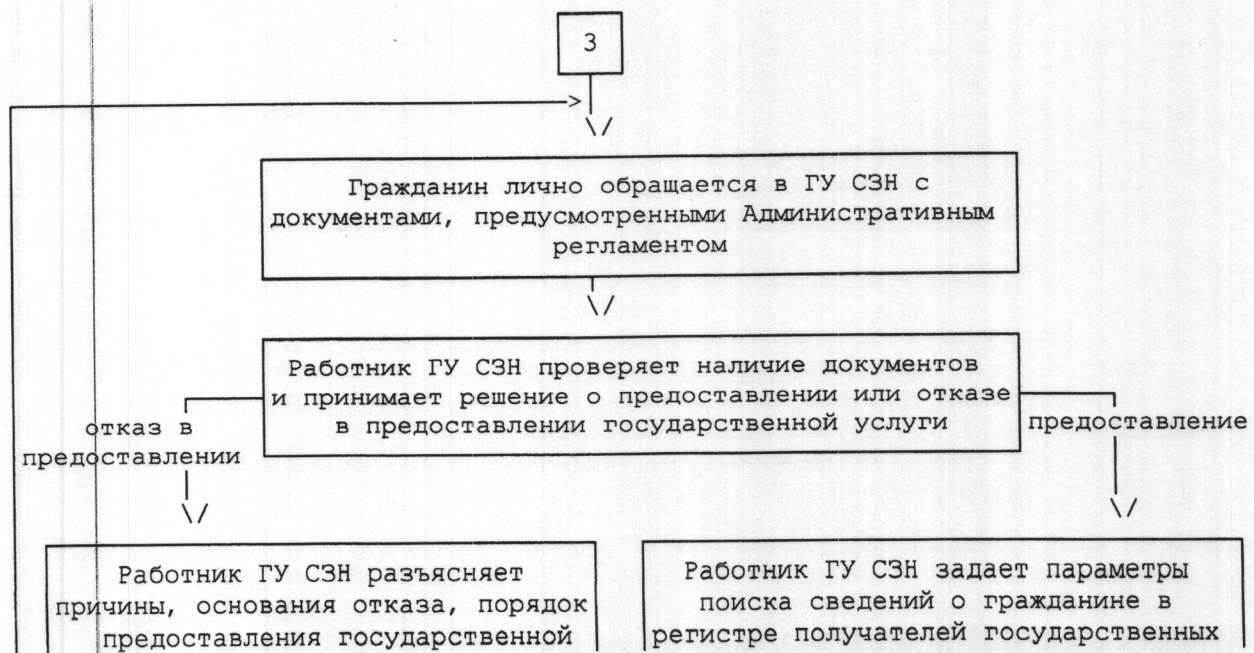 3
Гражданин лично обращается в ГУ СЗН с
документами, предусмотренными Административным
регламентом
Работник ГУ СЗН проверяет наличие документов
и принимает решение о предоставлении или отказе
в предоставлении государственной услуги
отказ в
предоставлении
предоставление
Работник ГУ СЗН разъясняет
причины, основания отказа, порядок
предоставления государственной
Работник ГУ СЗН задает параметры
поиска сведений о гражданине в
регистре получателей государственных